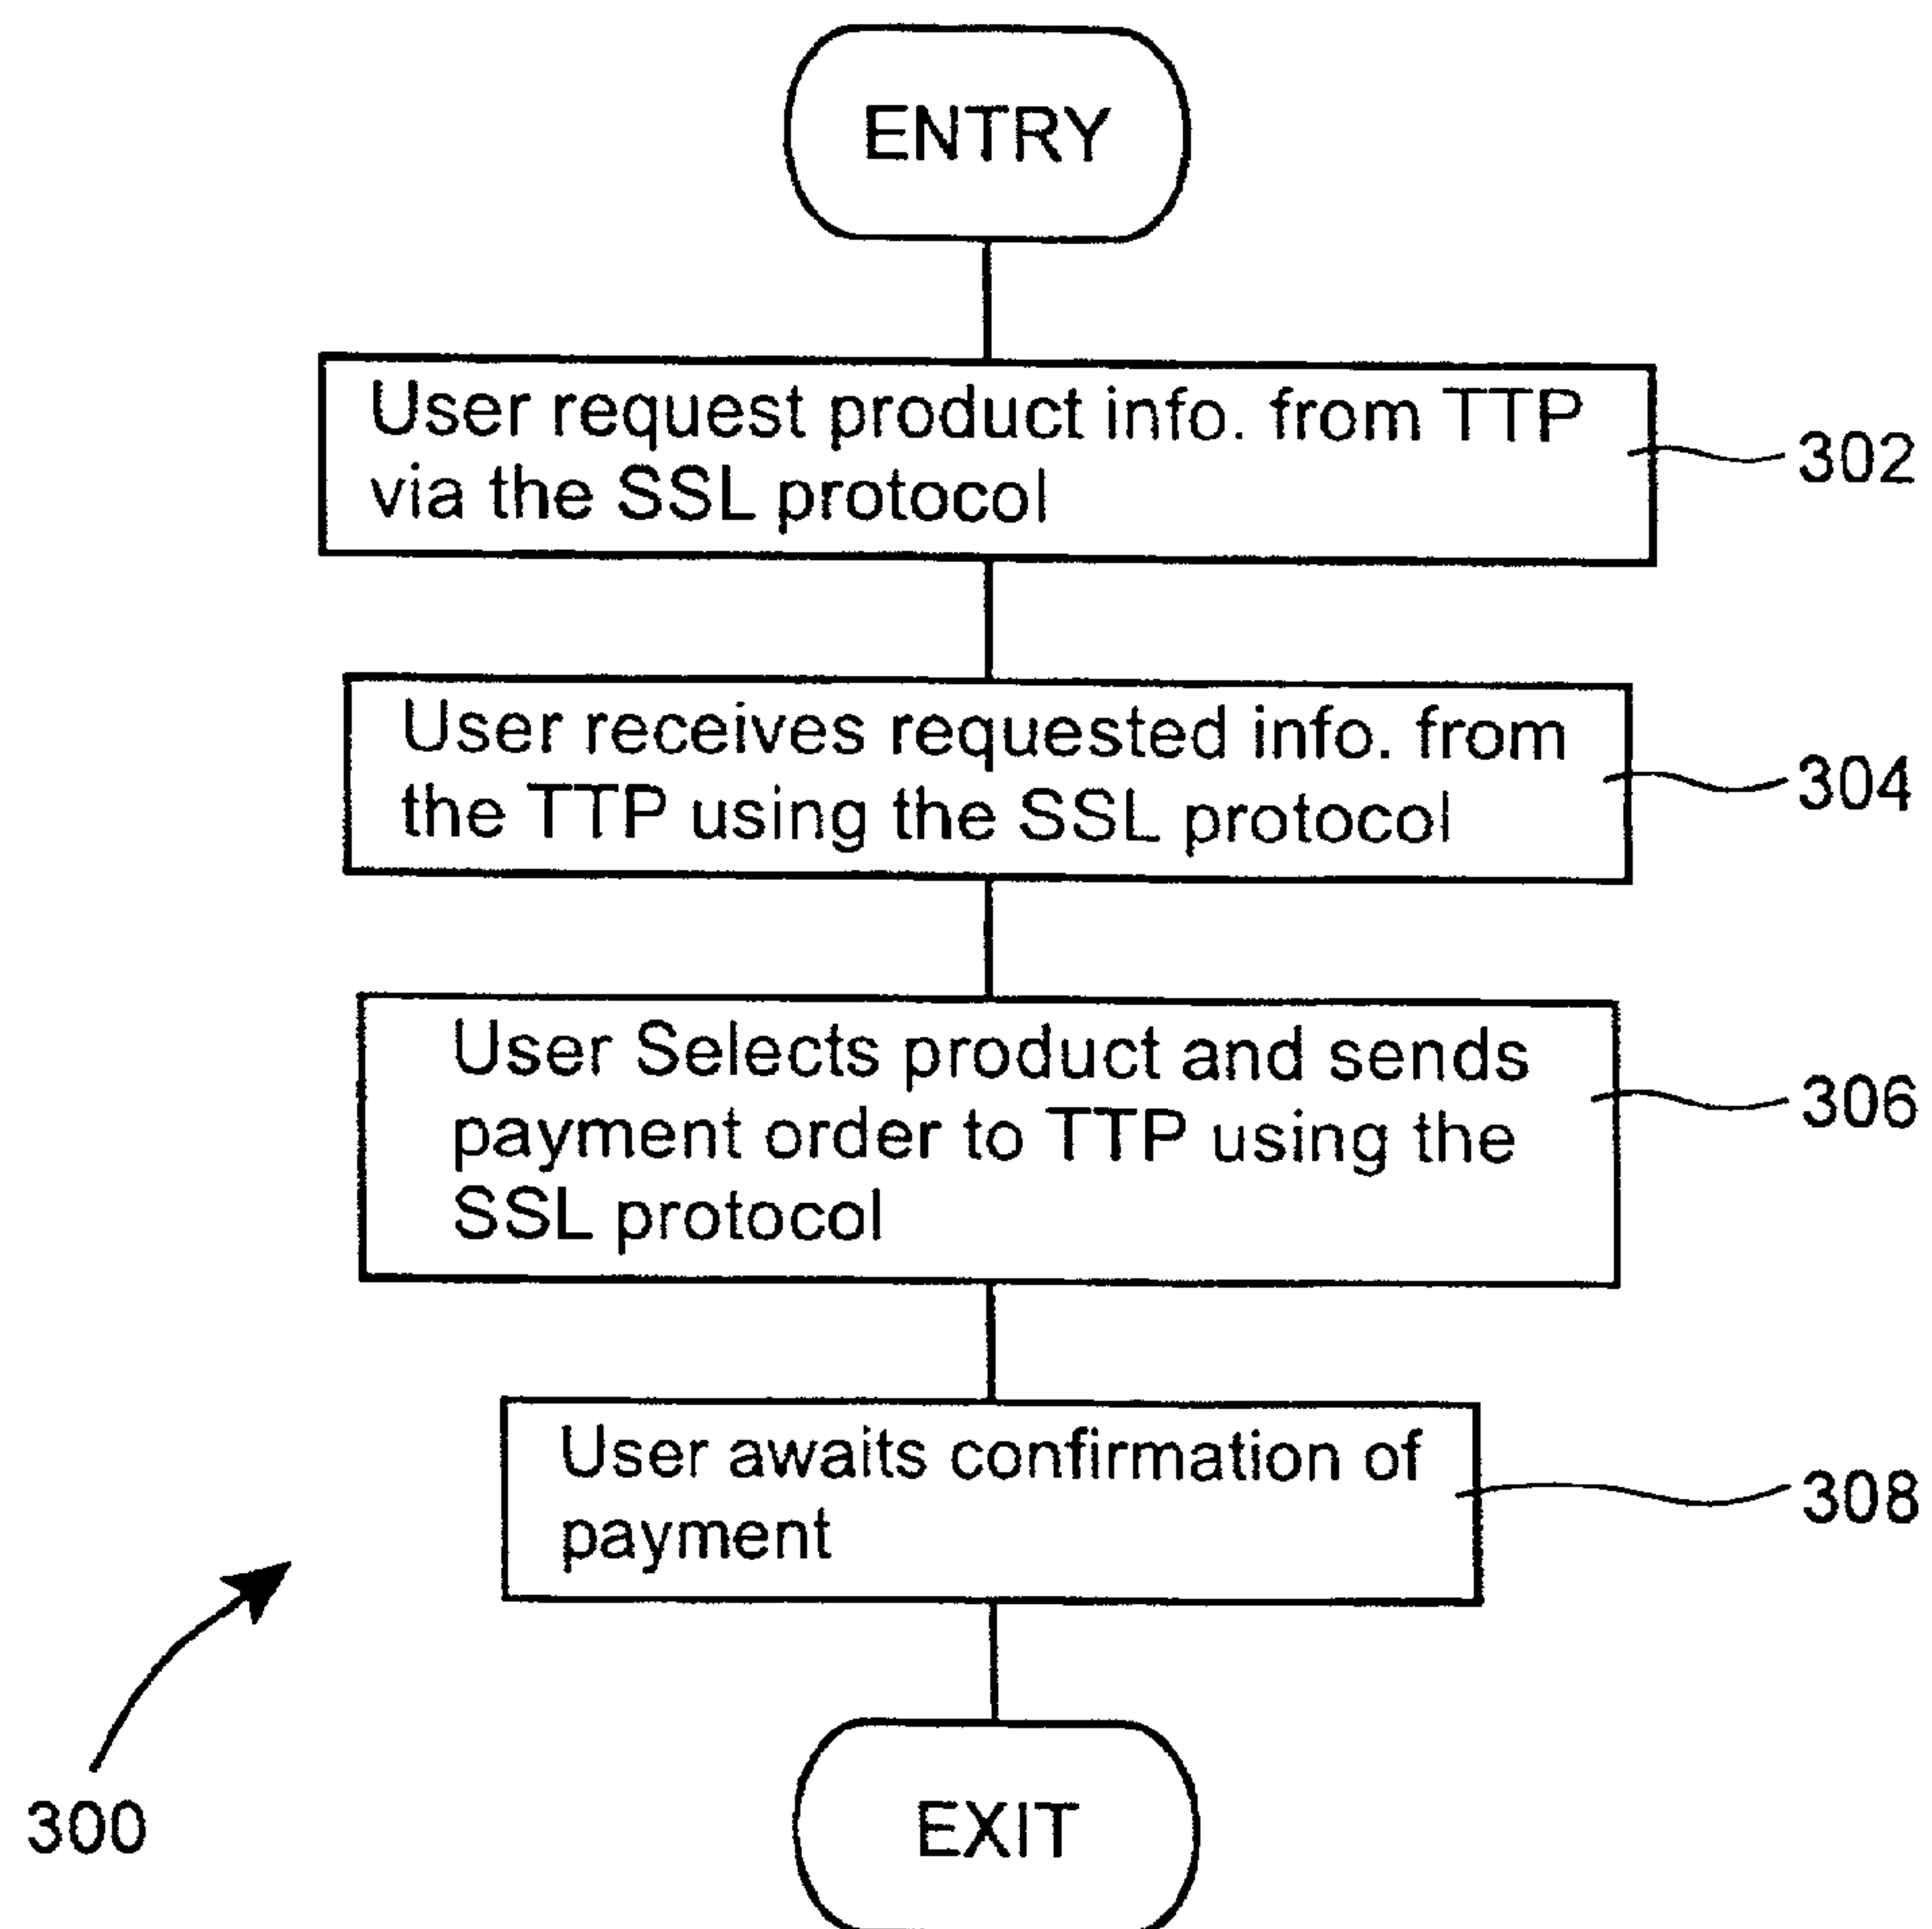 ENTRY
User request product info. from TTP
via the SSL protocol
302
User receives requested info. from
the TTP using the SSL protocol
304
User Selects product and sends
payment order to TTP using the
SSL protocol
306
User awaits confirmation of
payment
308
300
EXIT